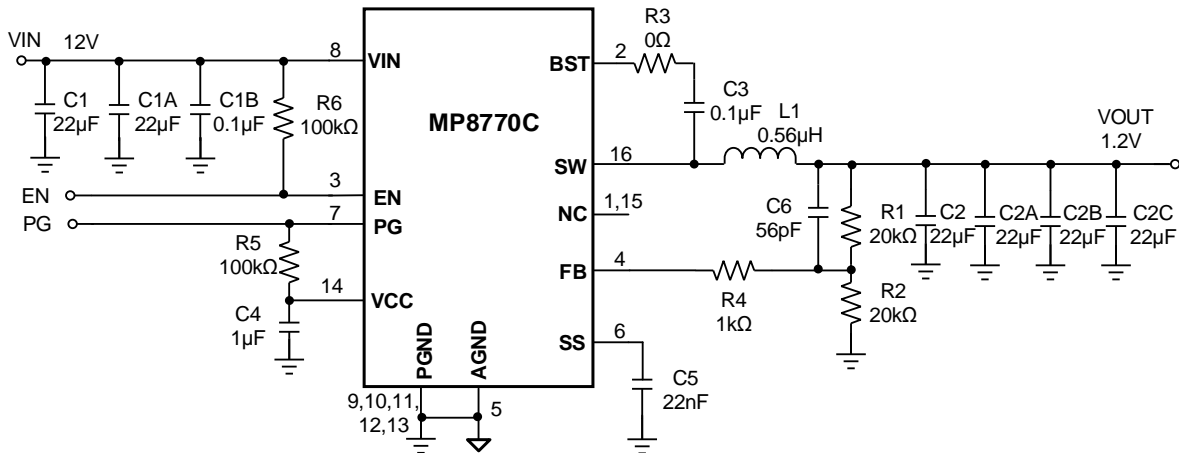 VIN
12V
8
VIN
C1
22μF
C1A
22μF
C1B
0.1μF
R6
100kΩ
EN
3
EN
PG
7
PG
R5
100kΩ
14
VCC
C4
1μF
MP8770C
PGND
AGND
9,10,11,
12,13
5
BST
2
R3
0Ω
C3
0.1μF
L1
0.56μH
SW
16
VOUT
1.2V
NC
1,15
C6
56pF
R1
20kΩ
C2
22μF
C2A
22μF
C2B
22μF
C2C
22μF
FB
4
R4
1kΩ
R2
20kΩ
SS
6
C5
22nF